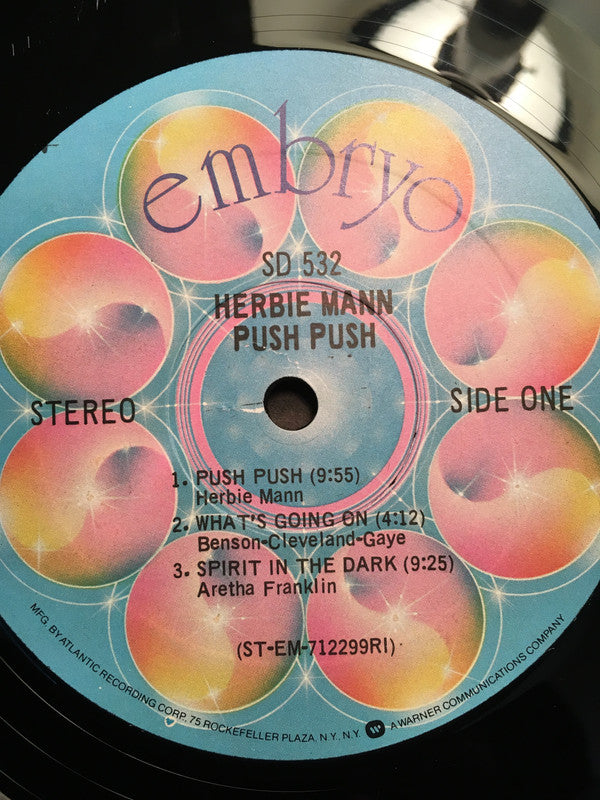 embryo
SD 532
HERBIE MANN
PUSH PUSH
STEREO
SIDE ONE
1. PUSH PUSH (9:55)
Herbie Mann
2. WHAT'S GOING ON (4:12)
Benson-Cleveland-Gaye
3. SPIRIT IN THE DARK (9:25)
Aretha Franklin
(ST-EM-712299RI)
MFG. BY ATLANTIC RECORDING CORP. 75 ROCKEFELLER PLAZA, N.Y., N.Y. A WARNER COMMUNICATIONS COMPANY